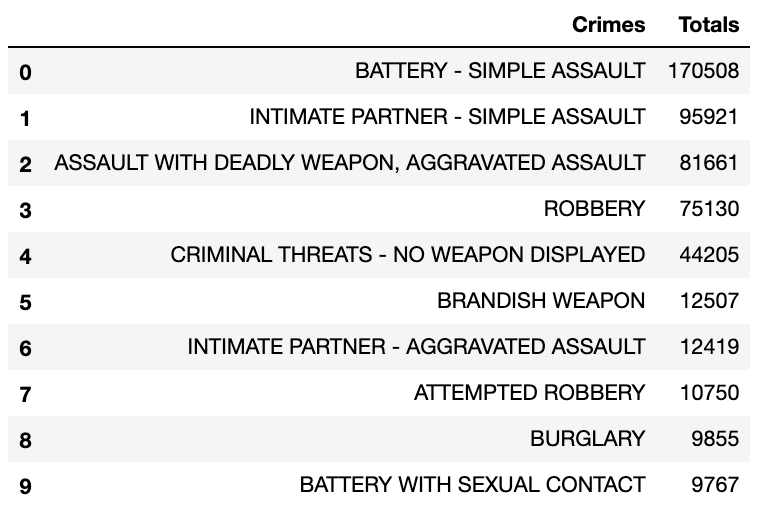 Crimes Totals
0 BATTERY - SIMPLE ASSAULT 170508
1 INTIMATE PARTNER - SIMPLE ASSAULT 95921
2 ASSAULT WITH DEADLY WEAPON, AGGRAVATED ASSAULT 81661
3 ROBBERY 75130
4 CRIMINAL THREATS - NO WEAPON DISPLAYED 44205
5 BRANDISH WEAPON 12507
6 INTIMATE PARTNER - AGGRAVATED ASSAULT 12419
7 ATTEMPTED ROBBERY 10750
8 BURGLARY 9855
9 BATTERY WITH SEXUAL CONTACT 9767